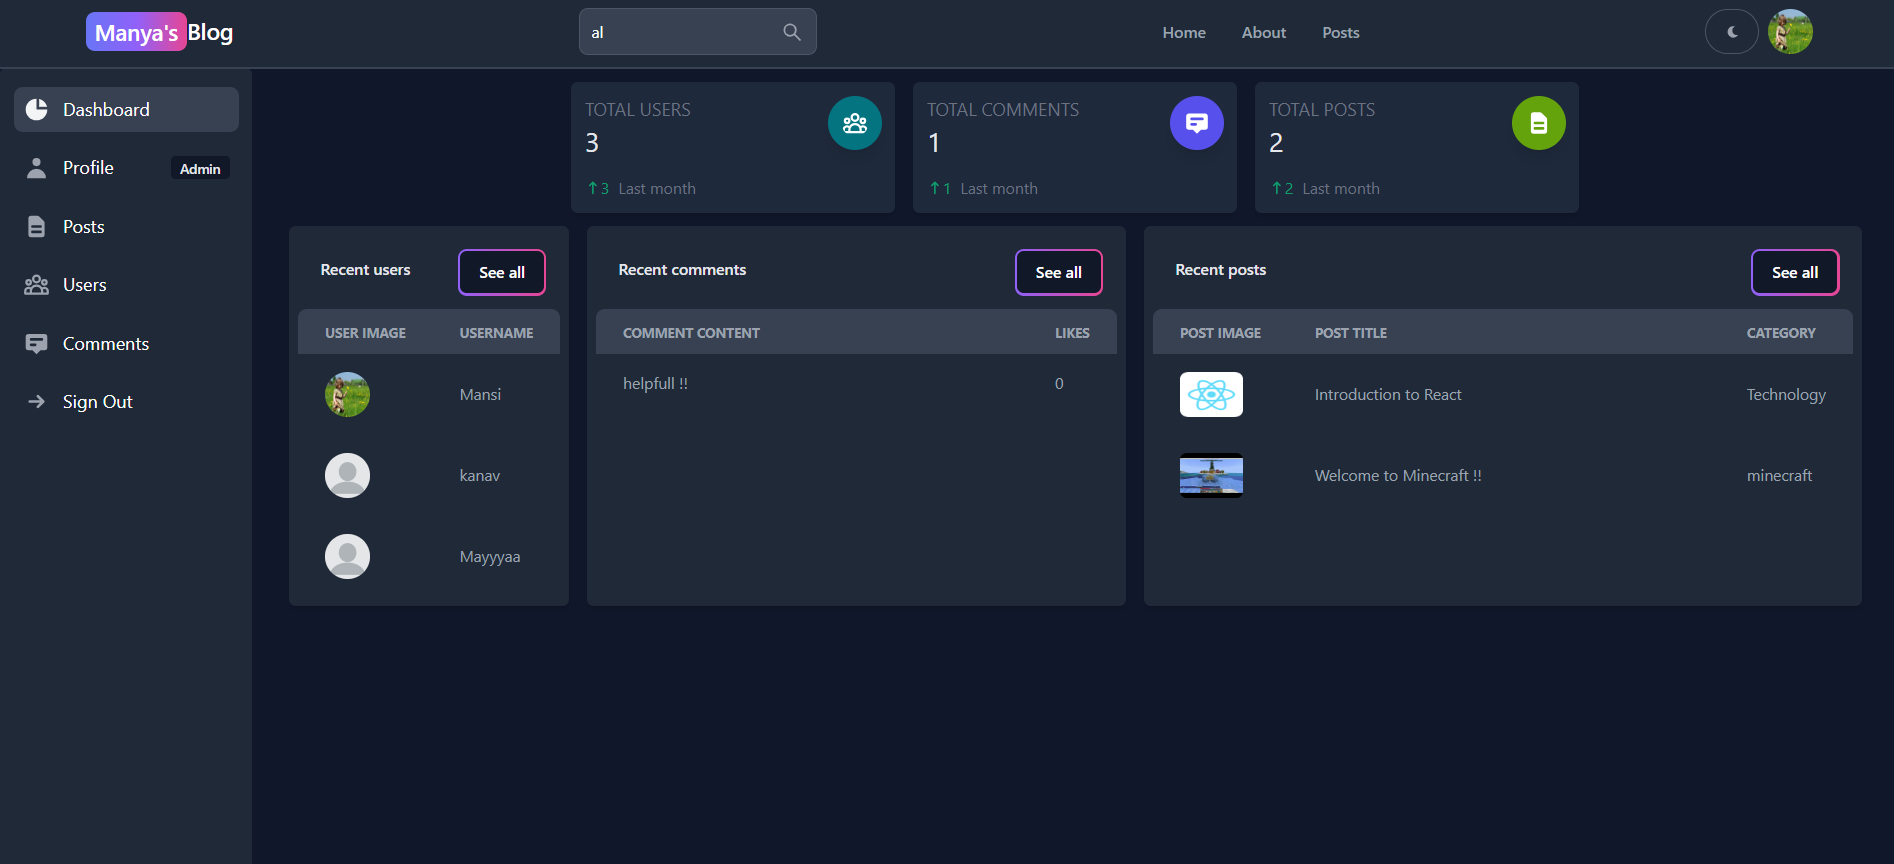 Manya's Blog
al
Home About Posts
Dashboard
Profile Admin
Posts
Users
Comments
Sign Out
TOTAL USERS
3
3 Last month
TOTAL COMMENTS
1
1 Last month
TOTAL POSTS
2
2 Last month
Recent users See all
USER IMAGE USERNAME
Mansi
kanav
Mayyyaa
Recent comments See all
COMMENT CONTENT LIKES
helpfull !! 0
Recent posts See all
POST IMAGE POST TITLE CATEGORY
Introduction to React Technology
Welcome to Minecraft !! minecraft